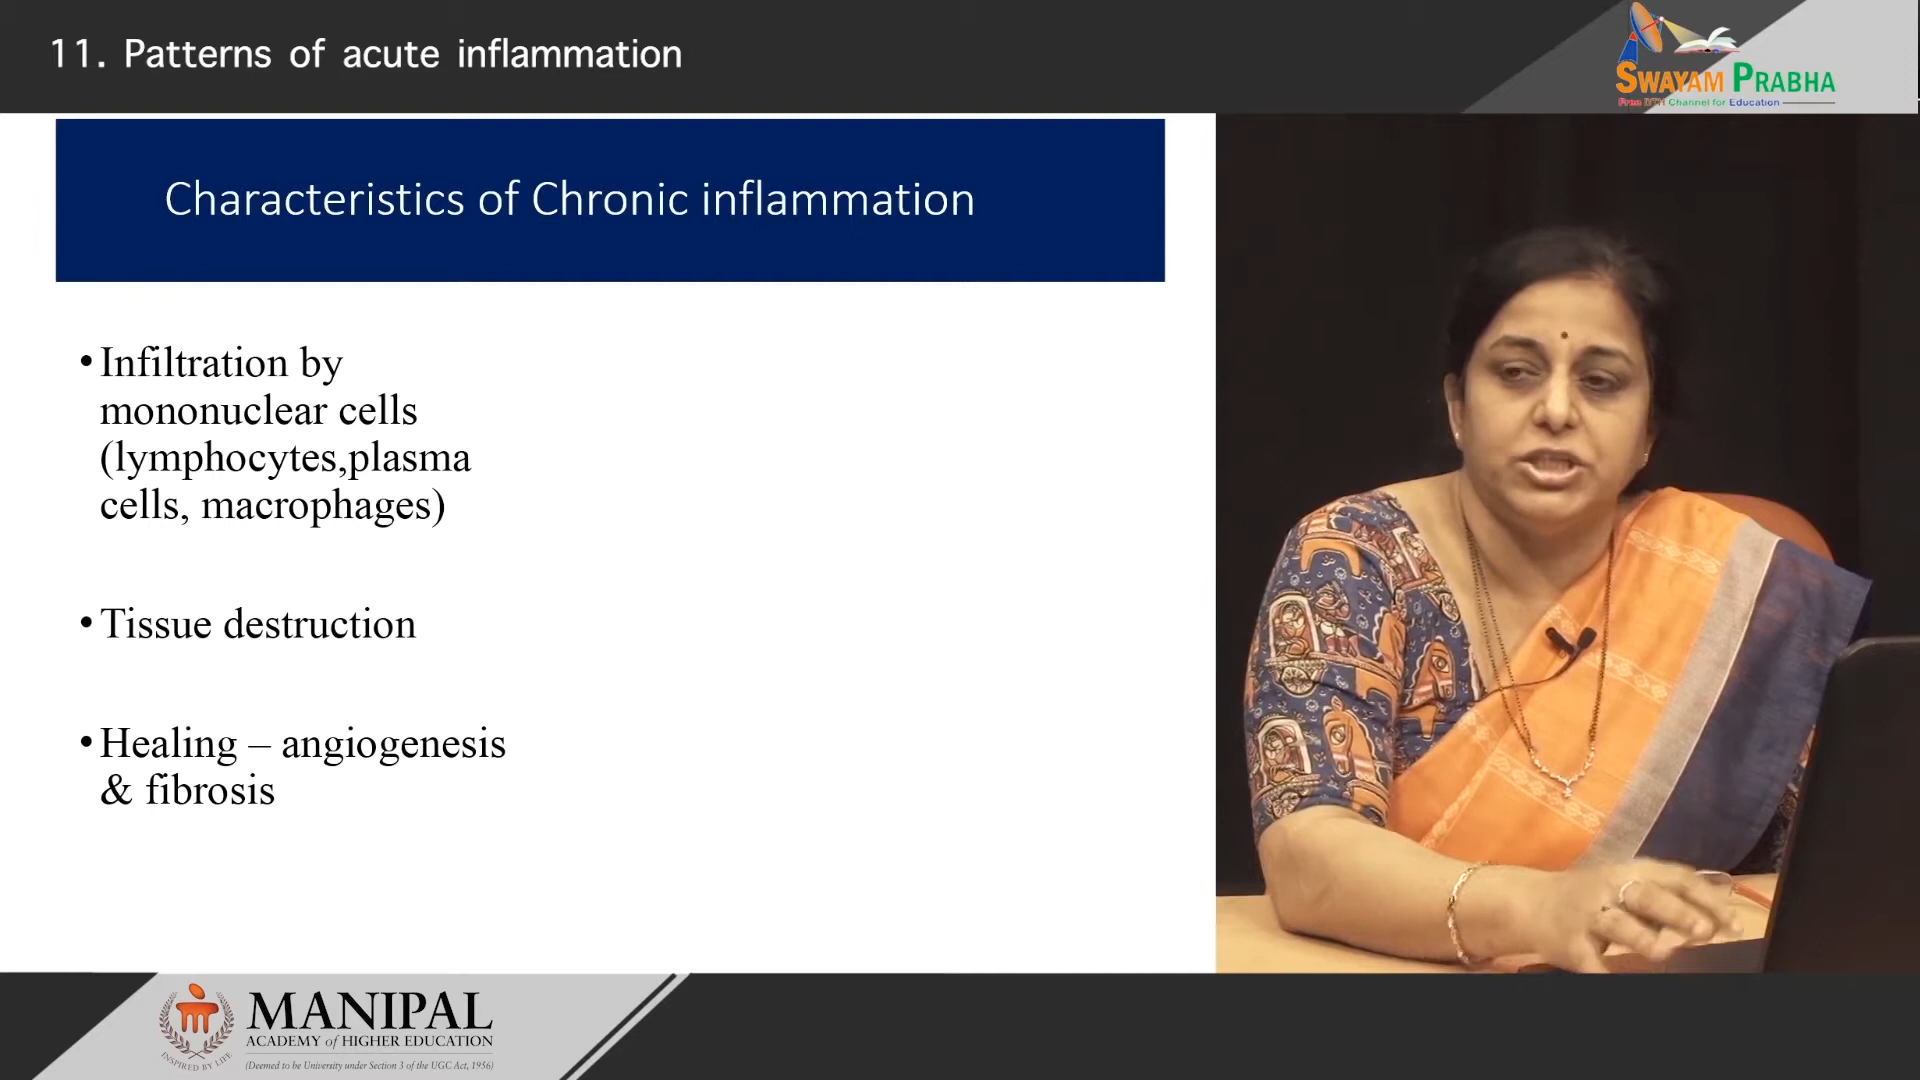 11. Patterns of acute inflammation
SWAYAM PRABHA
Free DTH Channel for Education
Characteristics of Chronic inflammation
•Infiltration by
mononuclear cells
(lymphocytes,plasma
cells, macrophages)
•Tissue destruction
•Healing – angiogenesis
& fibrosis
MANIPAL
ACADEMY of HIGHER EDUCATION
(Deemed to be University under Section 3 of the UGC Act, 1956)
INSPIRED BY LIFE